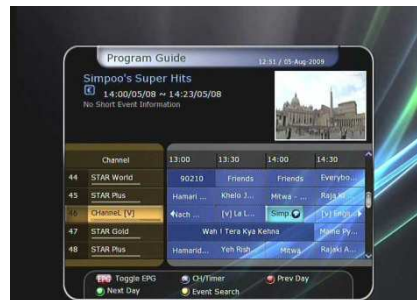 Program Guide
12:51 / 05-Aug-2009
Simpoo's Super Hits
14:00/05/08 ~ 14:23/05/08
No Short Event Information
Channel 13:00 13:30 14:00 14:30
44 STAR World 90210 Friends Friends Everybo...
45 STAR Plus Hamari ... Khelo J... Mitwa - ... Raja Ki
46 CHanneL [V] Nach ... [v] La L... Simp [v] Enga
47 STAR Gold Wah ! Tera Kya Kehna Maine Py...
48 STAR Plus Hamarid... Yeh Rish... Mitwa Rajaki A...
EPG Toggle EPG CH/Timer Prev Day
Next Day Event Search